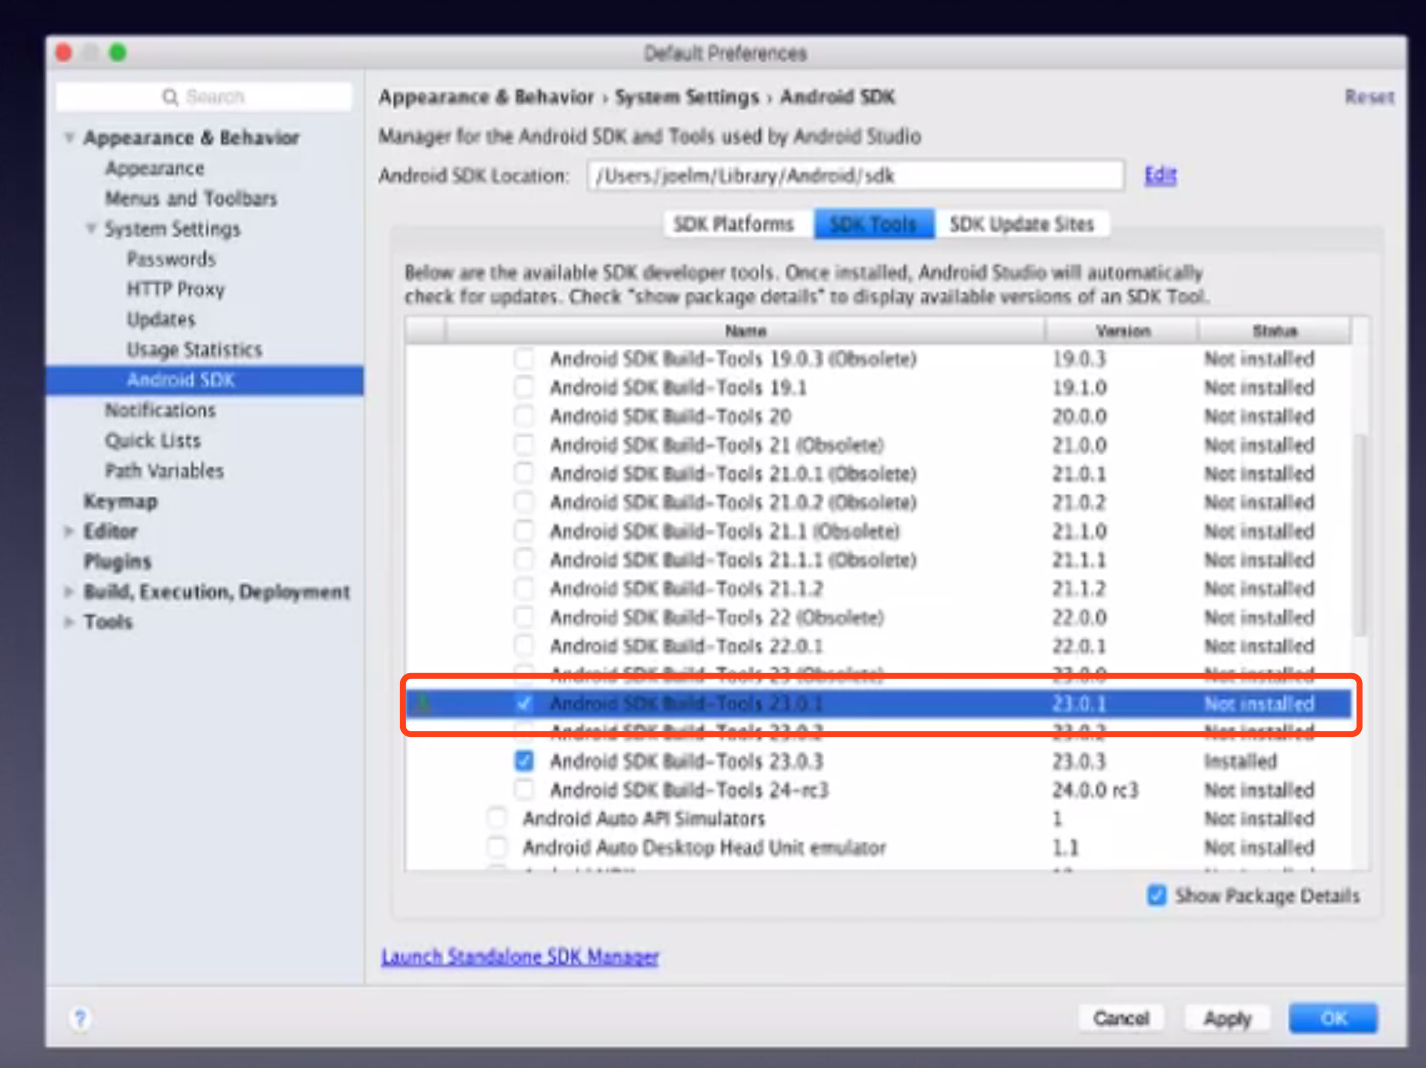 Default Preferences
Search
Appearance & Behavior
Appearance
Menus and Toolbars
System Settings
Passwords
HTTP Proxy
Updates
Usage Statistics
Android SDK
Notifications
Quick Lists
Path Variables
Keymap
Editor
Plugins
Build, Execution, Deployment
Tools
Appearance & Behavior › System Settings › Android SDK
Reset
Manager for the Android SDK and Tools used by Android Studio
Android SDK Location: /Users/joelm/Library/Android/sdk Edit
SDK Platforms SDK Tools SDK Update Sites
Below are the available SDK developer tools. Once installed, Android Studio will automatically
check for updates. Check "show package details" to display available versions of an SDK Tool.
Name Version Status
Android SDK Build-Tools 19.0.3 (Obsolete) 19.0.3 Not installed
Android SDK Build-Tools 19.1 19.1.0 Not installed
Android SDK Build-Tools 20 20.0.0 Not installed
Android SDK Build-Tools 21 (Obsolete) 21.0.0 Not installed
Android SDK Build-Tools 21.0.1 (Obsolete) 21.0.1 Not installed
Android SDK Build-Tools 21.0.2 (Obsolete) 21.0.2 Not installed
Android SDK Build-Tools 21.1 (Obsolete) 21.1.0 Not installed
Android SDK Build-Tools 21.1.1 (Obsolete) 21.1.1 Not installed
Android SDK Build-Tools 21.1.2 21.1.2 Not installed
Android SDK Build-Tools 22 (Obsolete) 22.0.0 Not installed
Android SDK Build-Tools 22.0.1 22.0.1 Not installed
Android SDK Build-Tools 23 (Obsolete) 23.0.0 Not installed
Android SDK Build-Tools 23.0.1 23.0.1 Not installed
Android SDK Build-Tools 23.0.2 23.0.2 Not installed
Android SDK Build-Tools 23.0.3 23.0.3 Installed
Android SDK Build-Tools 24-rc3 24.0.0 rc3 Not installed
Android Auto API Simulators 1 Not installed
Android Auto Desktop Head Unit emulator 1.1 Not installed
Show Package Details
Launch Standalone SDK Manager
? Cancel Apply OK